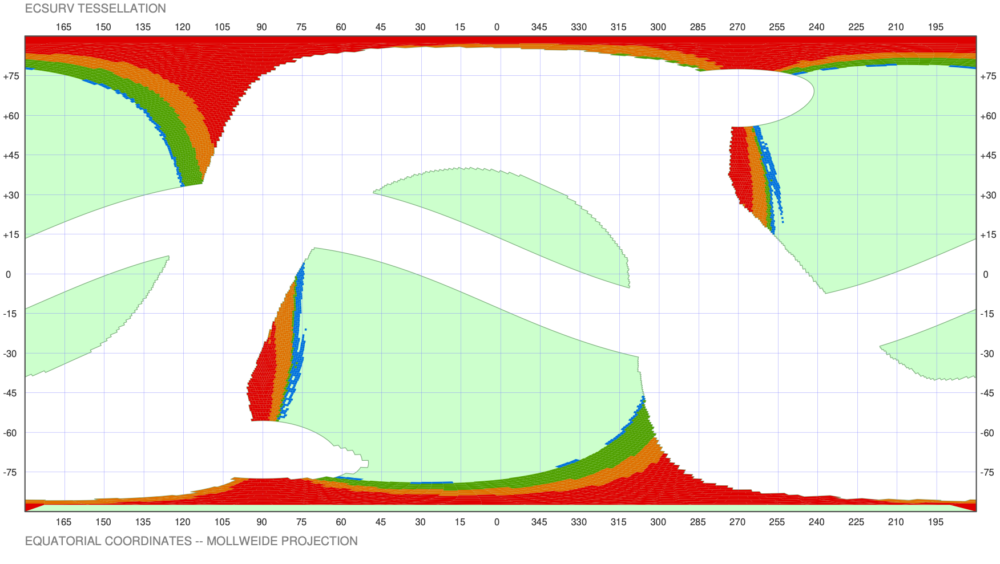 ECSURV TESSELLATION
165 150 135 120 105 90 75 60 45 30 15 0 345 330 315 300 285 270 255 240 225 210 195
+75 +75
+60 +60
+45 +45
+30 +30
+15 +15
0 0
-15 -15
-30 -30
-45 -45
-60 -60
-75 -75
165 150 135 120 105 90 75 60 45 30 15 0 345 330 315 300 285 270 255 240 225 210 195
EQUATORIAL COORDINATES -- MOLLWEIDE PROJECTION